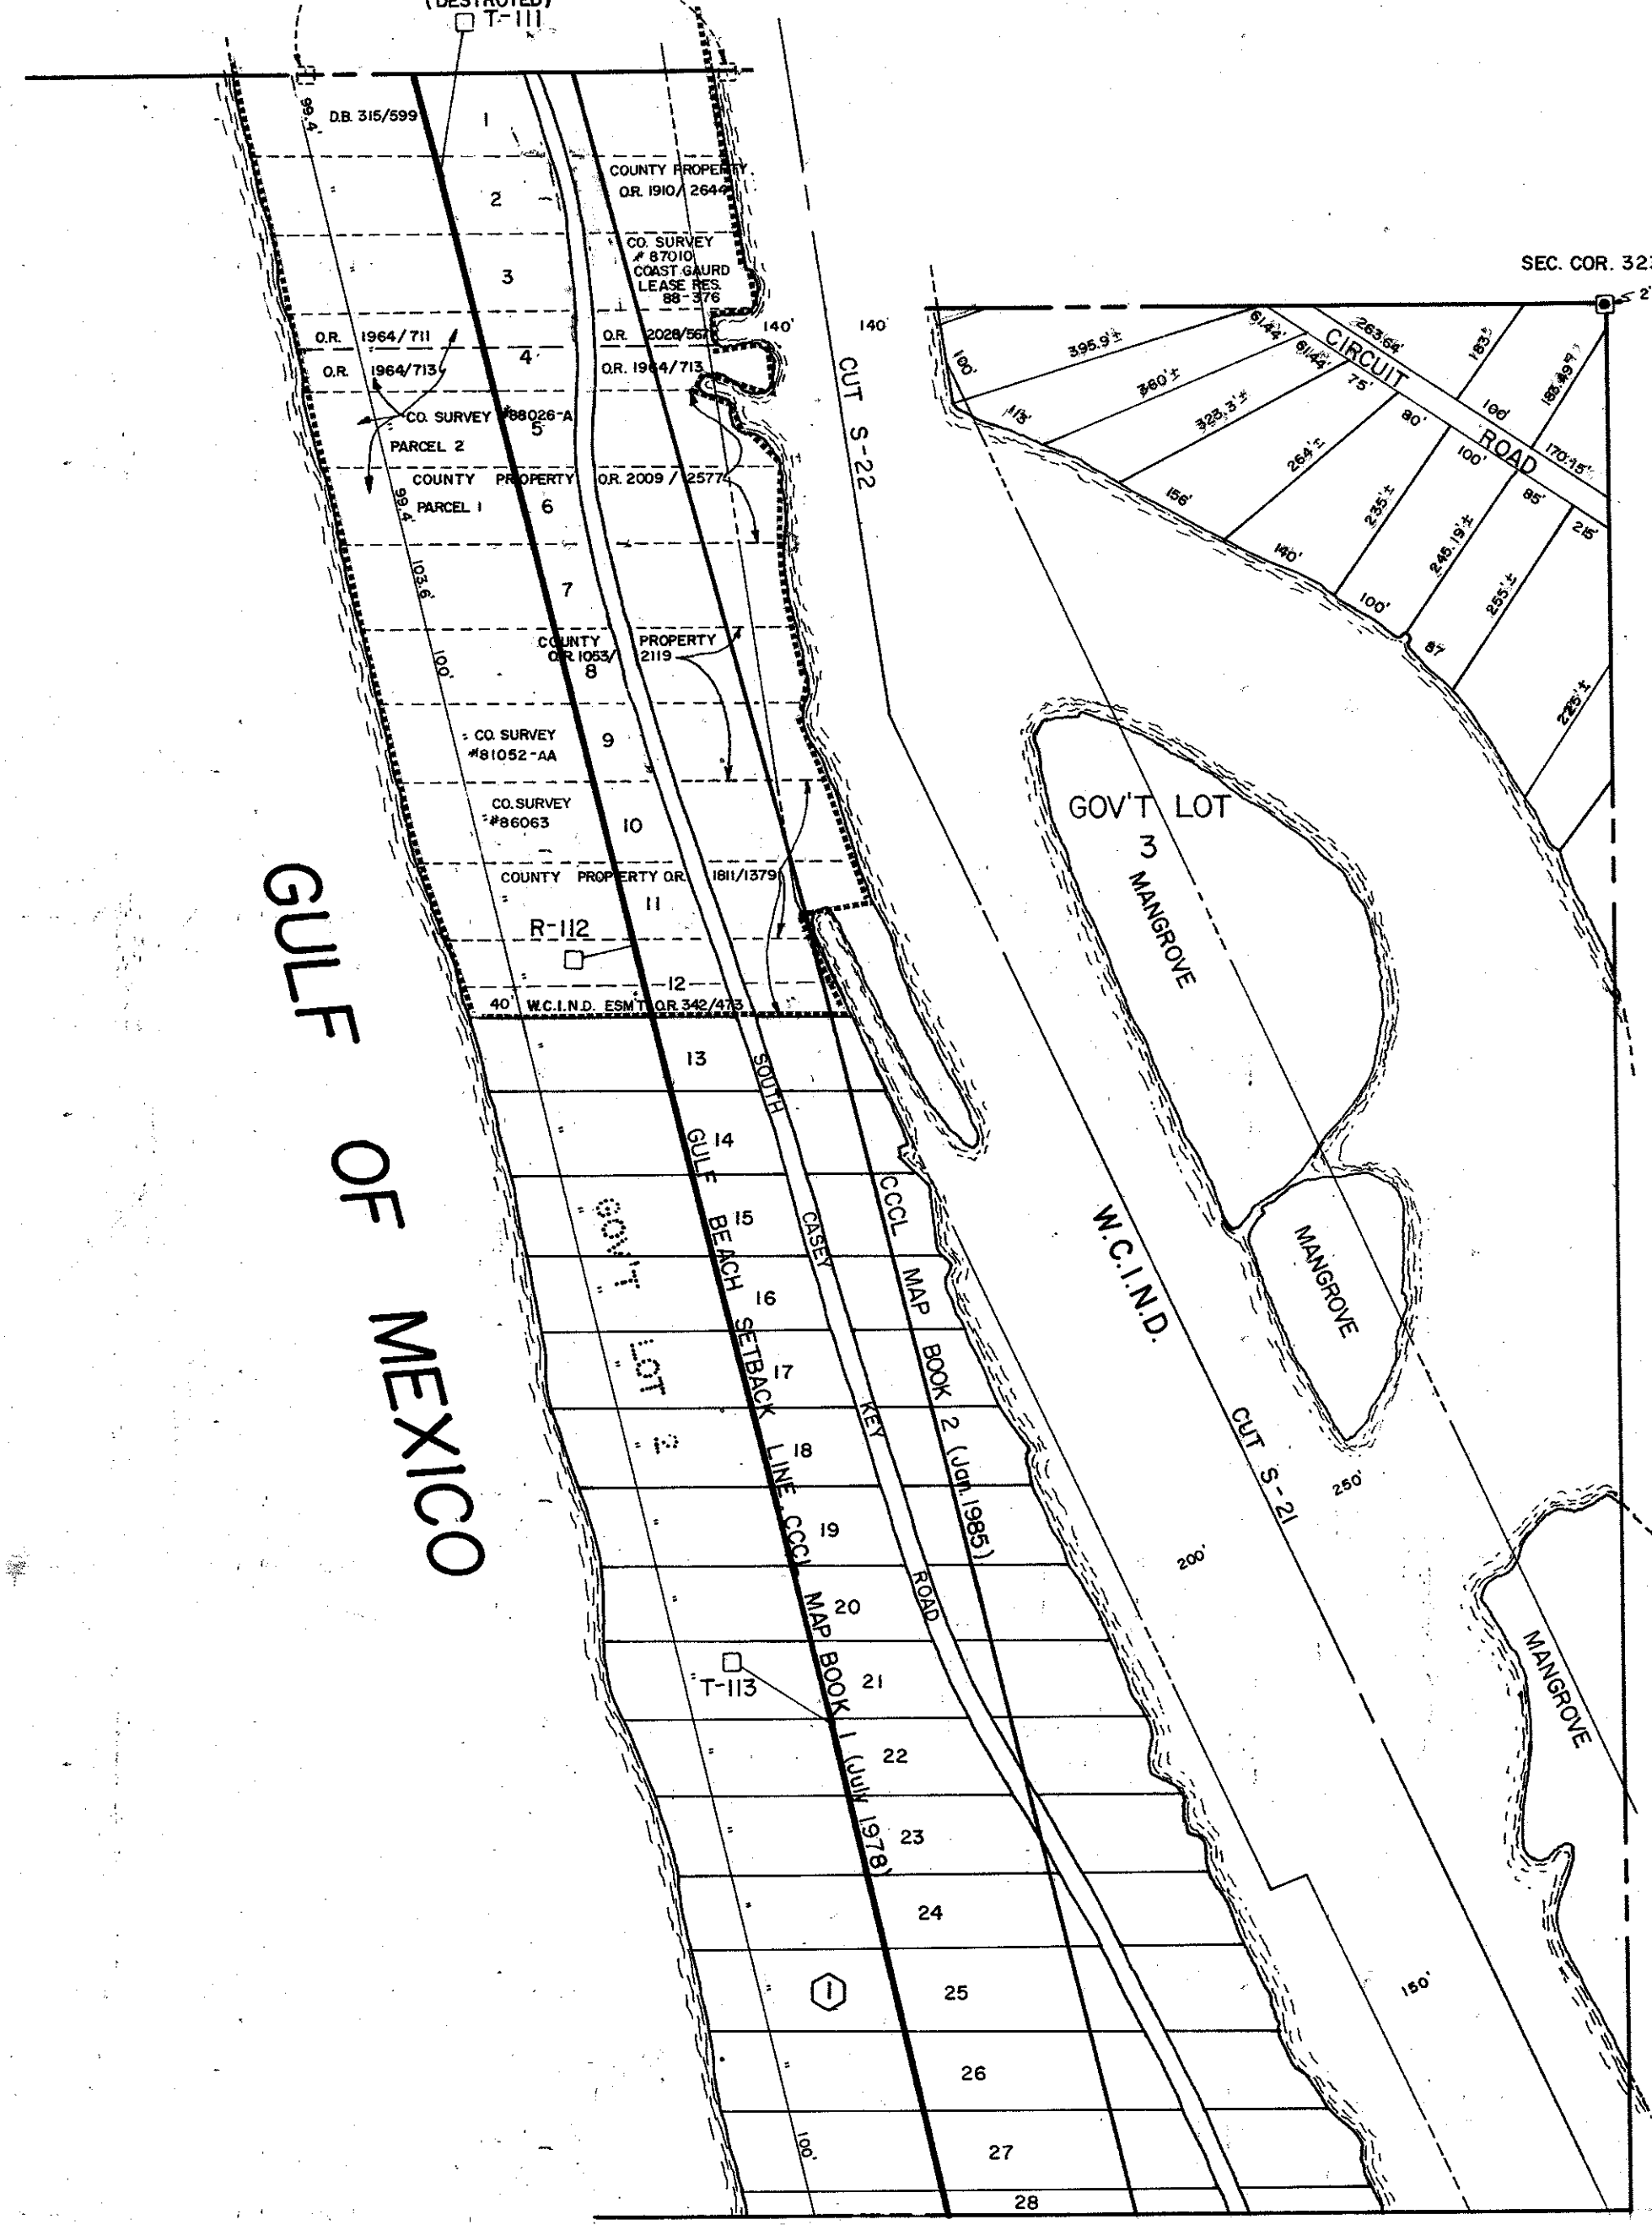 (DESTROYED)
T-111
99.4'
D.B. 315/599
1
COUNTY PROPERTY
O.R. 1910/2644
2
CO. SURVEY
# 87010
COAST GAURD
LEASE RES.
88-376
3
SEC. COR. 323
2"
O.R. 1964/711
O.R. 2028/567
140'
140'
O.R. 1964/713
4
O.R. 1964/713
CUT S-22
CO. SURVEY #88026-A
5
PARCEL 2
COUNTY PROPERTY O.R. 2009 / 2577
PARCEL 1
6
99.4'
103.6'
7
COUNTY PROPERTY
O.R. 1053/2119
8
100'
CO. SURVEY
#81052-AA
9
CO. SURVEY
#86063
10
COUNTY PROPERTY O.R. 1811/1379
11
R-112
12
40' W.C.I.N.D. ESMT. O.R. 342/473
13
14
15
16
17
18
19
20
21
T-113
22
23
24
1
25
26
27
100'
28
GULF OF MEXICO
GOV'T LOT 2
GULF BEACH SETBACK LINE, CCCL MAP BOOK 1 (July 1978)
SOUTH CASEY KEY ROAD
CCCL MAP BOOK 2 (Jan. 1985)
W.C.I.N.D.
CUT S-21
250'
200'
150'
GOV'T LOT
3
MANGROVE
MANGROVE
MANGROVE
CIRCUIT ROAD
100'
395.9'±
61.44'
263.64'
183'±
360'±
61.44'
75'
113'
323.3'±
80'
100'
156'
264'±
100'
170.15'
235'±
85'
215'
140'
245.19'±
255'±
100'
87'
225'±